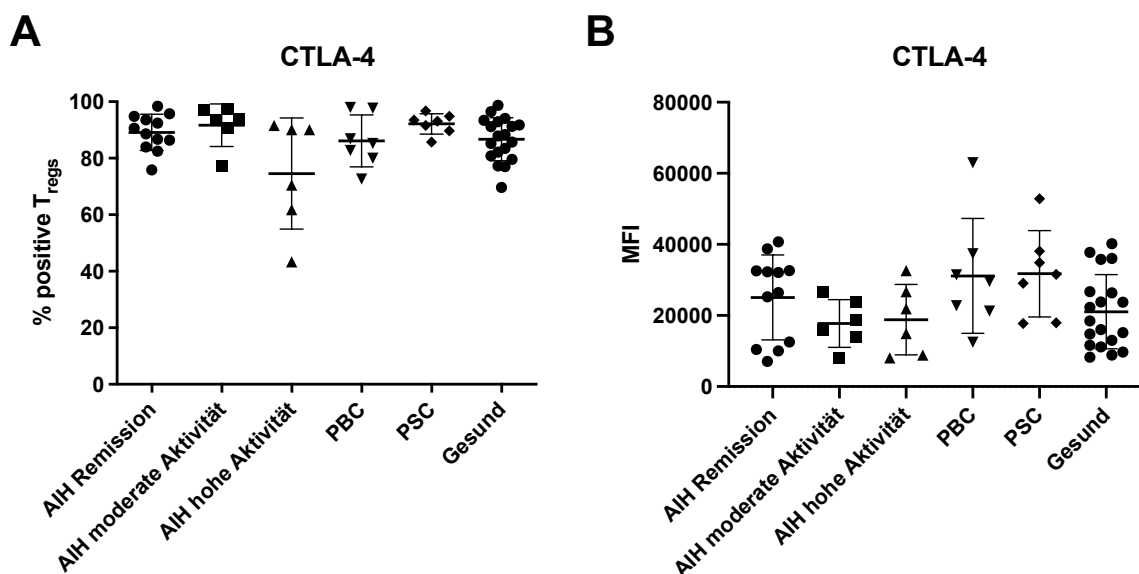 A
CTLA-4
% positive Tregs
100
80
60
40
20
0
AIH Remission
AIH moderate Aktivität
AIH hohe Aktivität
PBC
PSC
Gesund
B
CTLA-4
MFI
80000
60000
40000
20000
0
AIH Remission
AIH moderate Aktivität
AIH hohe Aktivität
PBC
PSC
Gesund